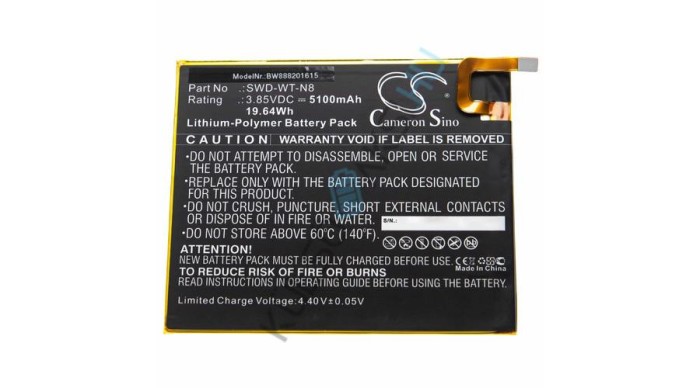 ModelNr.:BW888201615
Part No .:SWD-WT-N8
Rating .:3.85VDC ⎓ 5100mAh
19.64Wh
Lithium-Polymer Battery Pack
CS
Cameron Sino
CAUTION WARRANTY VOID IF LABEL REMOVED
•DO NOT ATTEMPT TO DISASSEMBLE, OPEN OR SERVICE
THE BATTERY PACK.
•REPLACE ONLY WITH THE BATTERY PACK DESIGNATED
FOR THIS PRODUCT.
•DO NOT CRUSH, PUNCTURE, SHORT EXTERNAL CONTACTS
OR DISPOSE OF IN FIRE OR WATER.
S/N.:
•DO NOT STORE ABOVE 60°C (140°F).
ATTENTION!
NEW BATTERY PACK MUST BE FULLY CHARGED BEFORE USE.
TO REDUCE RISK OF FIRE OR BURNS
READ INSTRUCTIONS IN OPERATING MANUAL BEFORE USE.
CE Made In China
Limited Charge Voltage:4.40V±0.05V